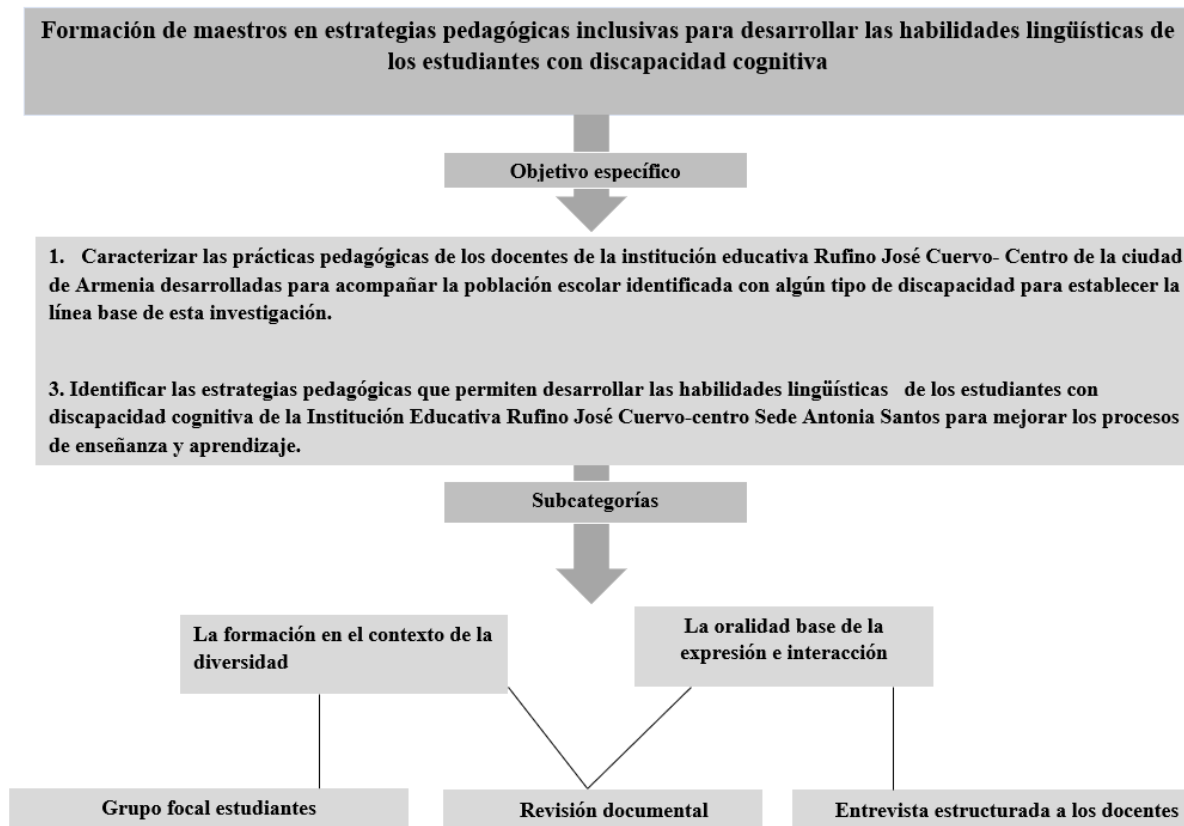 Formación de maestros en estrategias pedagógicas inclusivas para desarrollar las habilidades lingüísticas de
los estudiantes con discapacidad cognitiva
Objetivo específico
1. Caracterizar las prácticas pedagógicas de los docentes de la institución educativa Rufino José Cuervo- Centro de la ciudad
de Armenia desarrolladas para acompañar la población escolar identificada con algún tipo de discapacidad para establecer la
línea base de esta investigación.
3. Identificar las estrategias pedagógicas que permiten desarrollar las habilidades lingüísticas de los estudiantes con
discapacidad cognitiva de la Institución Educativa Rufino José Cuervo-centro Sede Antonia Santos para mejorar los procesos
de enseñanza y aprendizaje.
Subcategorías
La formación en el contexto de la
diversidad
La oralidad base de la
expresión e interacción
Grupo focal estudiantes
Revisión documental
Entrevista estructurada a los docentes